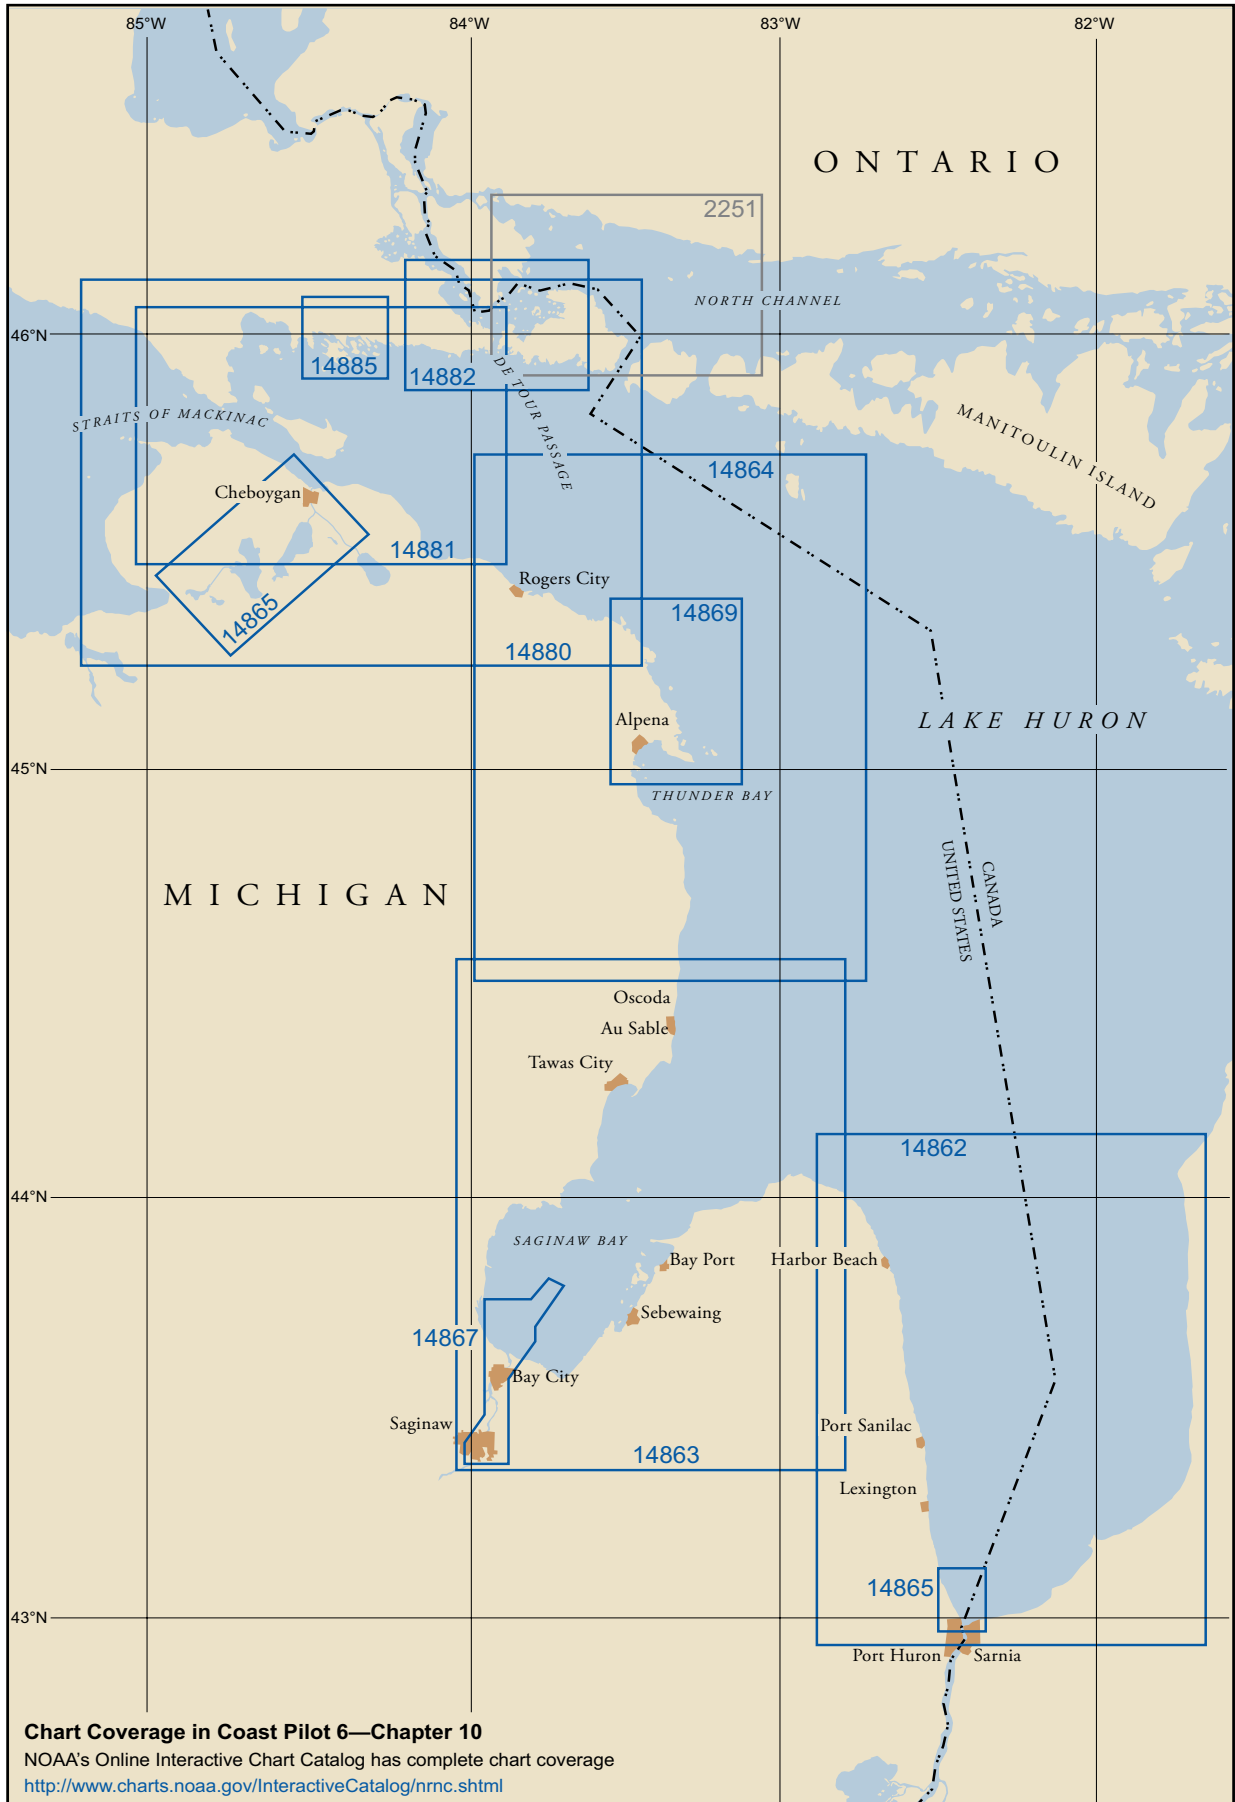 85°W
84°W
83°W
82°W
ONTARIO
2251
NORTH CHANNEL
46°N
14885
14882
DE TOUR PASSAGE
STRAITS OF MACKINAC
MANITOULIN ISLAND
14864
Cheboygan
14881
Rogers City
14865
14869
14880
Alpena
LAKE HURON
45°N
THUNDER BAY
CANADA
UNITED STATES
MICHIGAN
Oscoda
Au Sable
Tawas City
14862
44°N
SAGINAW BAY
Bay Port
Harbor Beach
Sebewaing
14867
Bay City
Saginaw
Port Sanilac
14863
Lexington
14865
43°N
Port Huron
Sarnia
Chart Coverage in Coast Pilot 6—Chapter 10
NOAA's Online Interactive Chart Catalog has complete chart coverage
http://www.charts.noaa.gov/InteractiveCatalog/nrnc.shtml